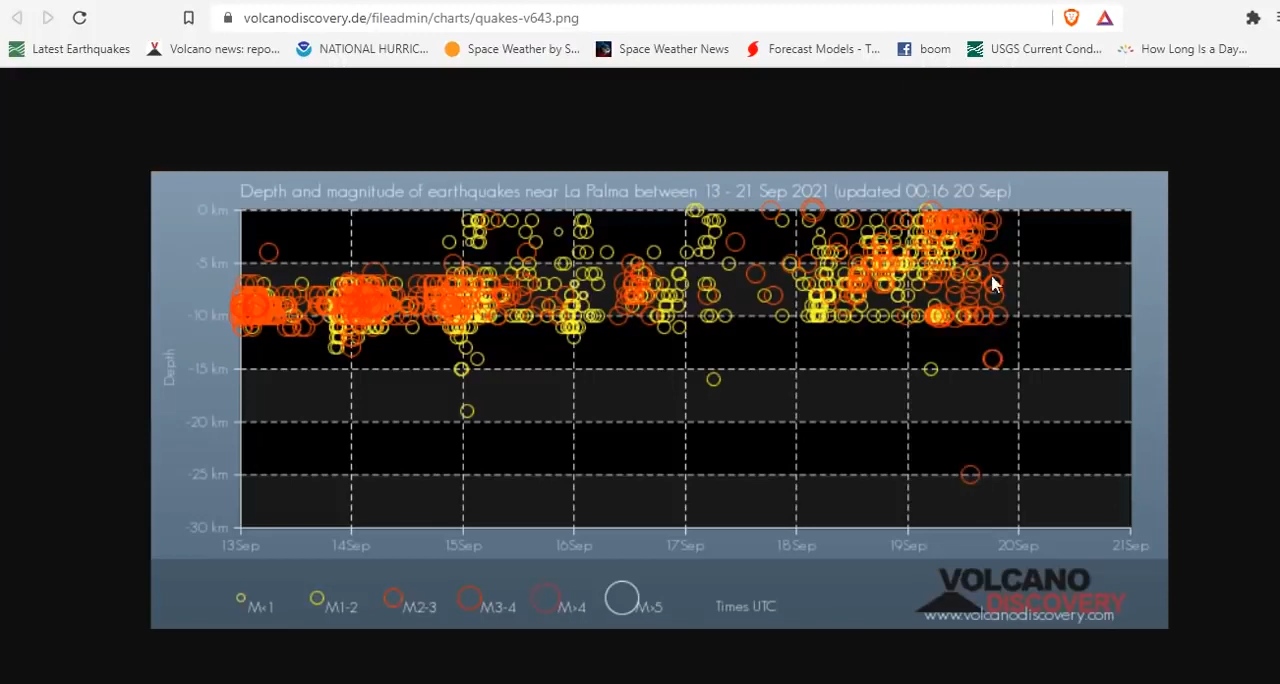 volcanodiscovery.de/fileadmin/charts/quakes-v643.png
Latest Earthquakes Volcano news: repo... NATIONAL HURRIC... Space Weather by S... Space Weather News Forecast Models - T... boom USGS Current Cond... How Long Is a Day...
Depth and magnitude of earthquakes near La Palma between 13 - 21 Sep 2021 (updated 00:16 20 Sep)
0 km
-5 km
-10 km
-15 km
-20 km
-25 km
-30 km
Depth
13Sep 14Sep 15Sep 16Sep 17Sep 18Sep 19Sep 20Sep 21Sep
M<1 M1-2 M2-3 M3-4 M>4 M>5 Times UTC
VOLCANO
DISCOVERY
www.volcanodiscovery.com